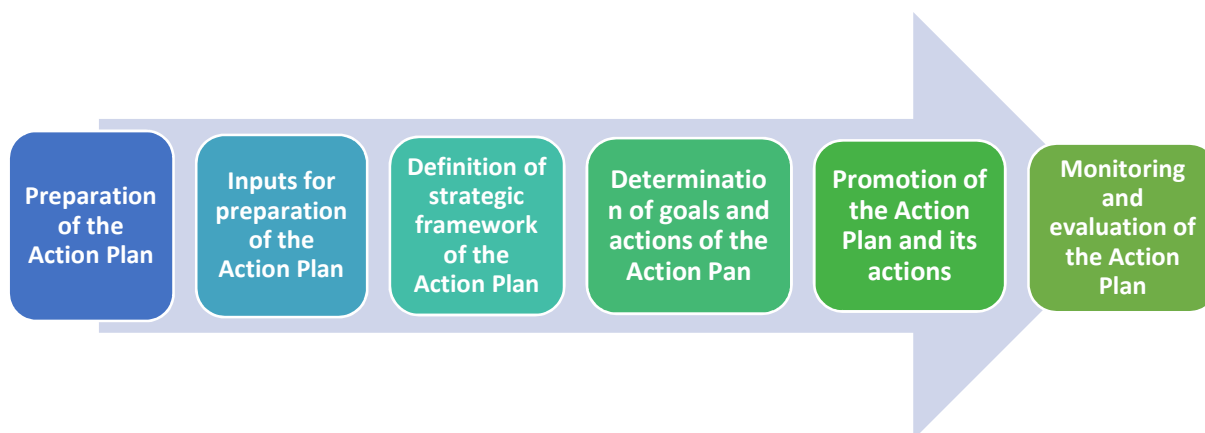 Preparation
of the
Action Plan
Inputs for
preparation
of the
Action Plan
Definition of
strategic
framework
of the
Action Plan
Determinatio
n of goals and
actions of the
Action Pan
Promotion of
the Action
Plan and its
actions
Monitoring
and
evaluation of
the Action
Plan